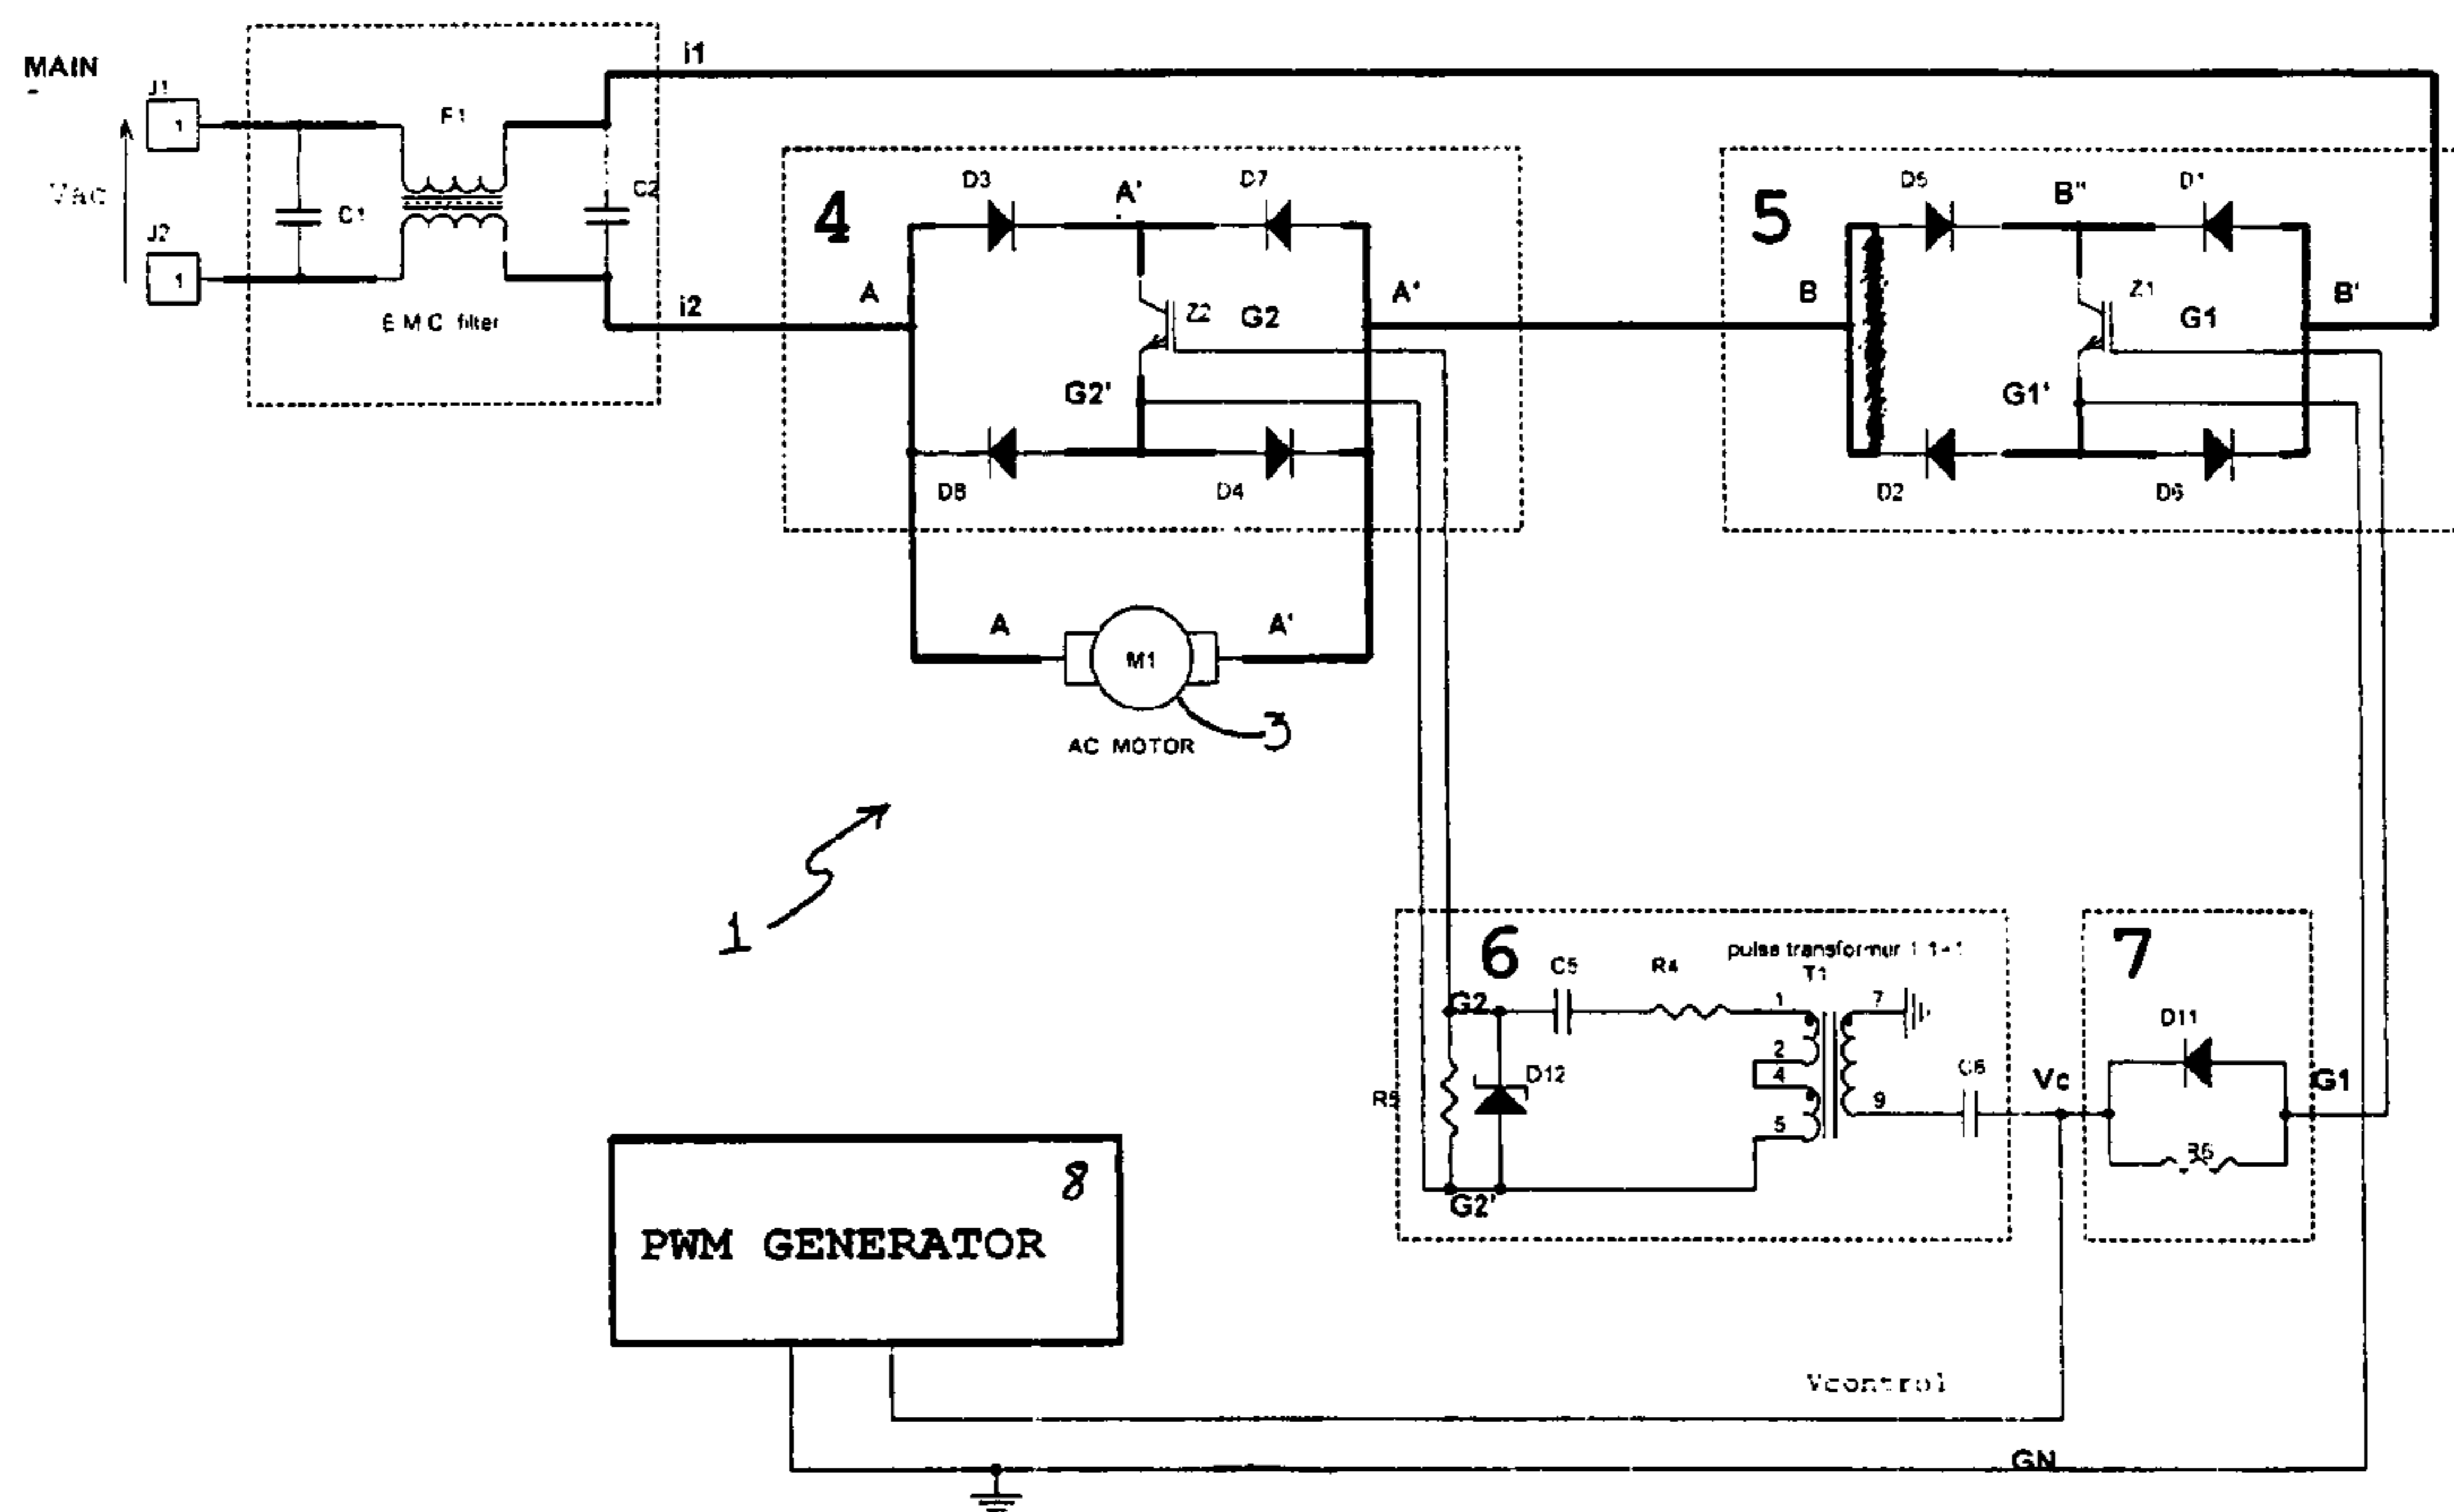 MAIN
i1
J1
1
F1
Vac
C1
C2
J2
1
E M C filter
i2
4
D3
A'
D7
A
Z2
G2
A'
G2'
D8
D4
5
D5
B"
D1
B
Z1
G1
B'
G1'
D2
D6
A
A'
M1
3
AC MOTOR
1
6
C5
R4
pulse transformur
T1
G2
1
7
2
4
D12
R5
9
5
C6
G2'
Vc
7
D11
G1
R6
8
PWM GENERATOR
Vcontrol
GN